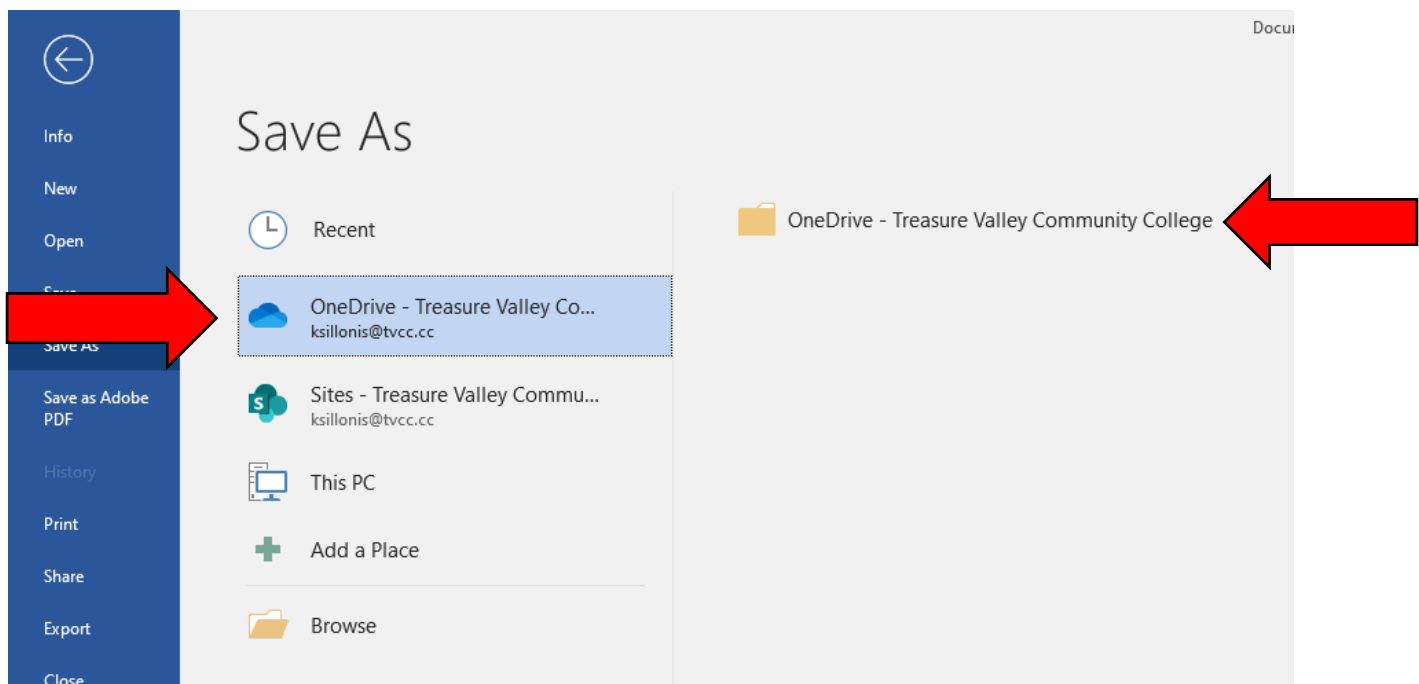 Docu
Info
New
Open
Save
Save As
Save as Adobe
PDF
History
Print
Share
Export
Close
Save As
Recent
OneDrive - Treasure Valley Co...
ksillonis@tvcc.cc
Sites - Treasure Valley Commu...
ksillonis@tvcc.cc
This PC
Add a Place
Browse
OneDrive - Treasure Valley Community College